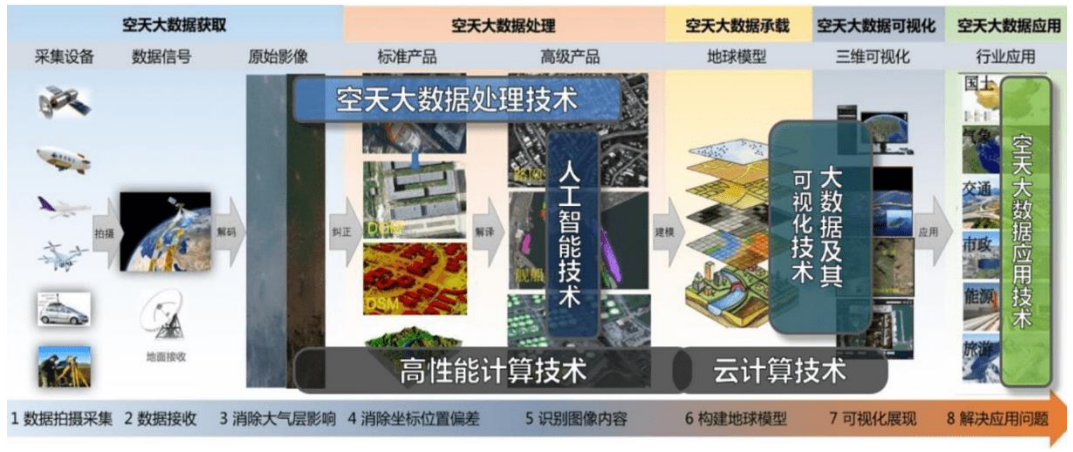 空天大数据获取
空天大数据处理
空天大数据承载
空天大数据可视化
空天大数据应用
采集设备
数据信号
原始影像
标准产品
高级产品
地球模型
三维可视化
行业应用
空天大数据处理技术
人工智能技术
大数据及其
可视化技术
空天大数据应用技术
国土
气象
交通
市政
能源
旅游
拍摄
解码
纠正
解译
建模
应用
DSM
舰船
地面接收
高性能计算技术
云计算技术
1 数据拍摄采集
2 数据接收
3 消除大气层影响
4 消除坐标位置偏差
5 识别图像内容
6 构建地球模型
7 可视化展现
8 解决应用问题